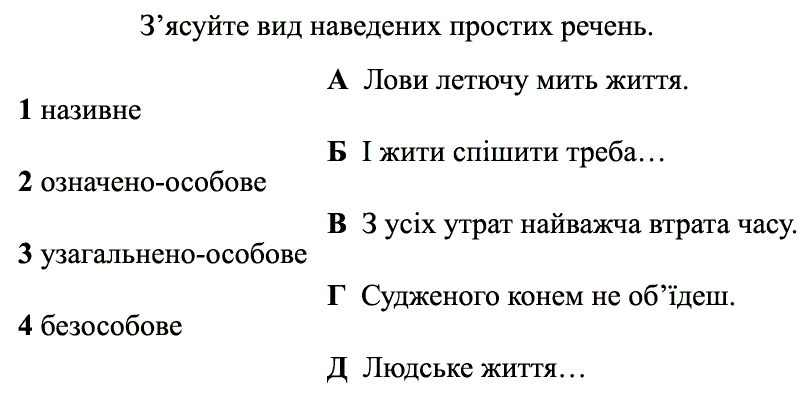 З’ясуйте вид наведених простих речень.
А Лови летючу мить життя.
1 називне
Б І жити спішити треба…
2 означено-особове
В З усіх утрат найважча втрата часу.
3 узагальнено-особове
Г Судженого конем не об’їдеш.
4 безособове
Д Людське життя…